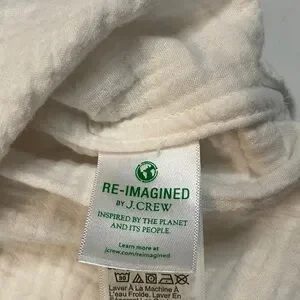 RE-IMAGINED
BY J.CREW
INSPIRED BY THE PLANET
AND ITS PEOPLE.
Learn more at
jcrew.com/reimagined
30
Laver À La Machine À
L'eau Froide. Laver En